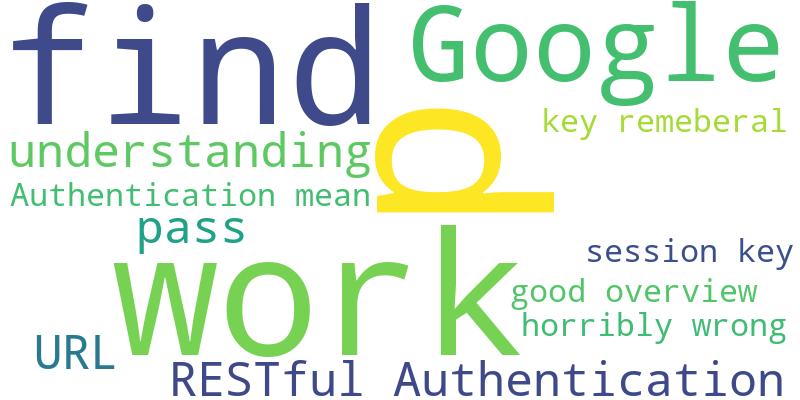 find
Google
p
key remeberal
understanding
Authentication mean
pass
work
session key
good overview
horribly wrong
URL
RESTful Authentication